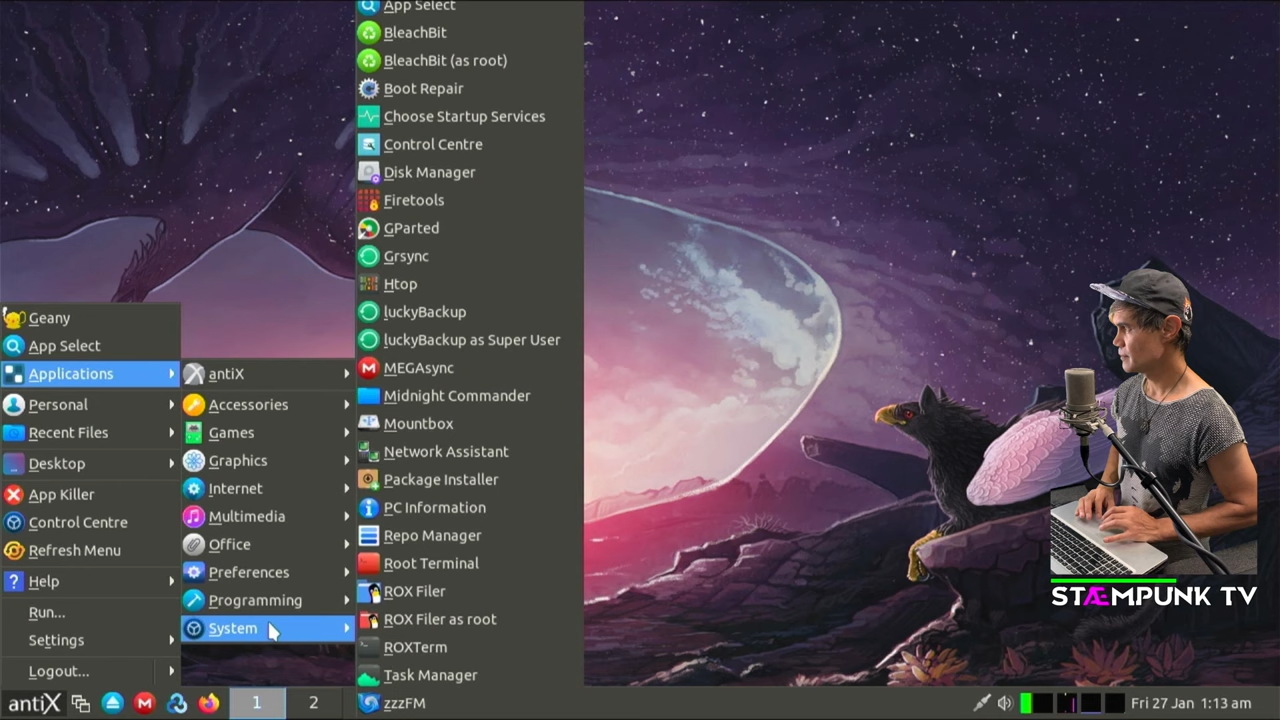 Geany
App Select
Applications
Personal
Recent Files
Desktop
App Killer
Control Centre
Refresh Menu
Help
Run...
Settings
Logout...
antiX
Accessories
Games
Graphics
Internet
Multimedia
Office
Preferences
Programming
System
App Select
BleachBit
BleachBit (as root)
Boot Repair
Choose Startup Services
Control Centre
Disk Manager
Firetools
GParted
Grsync
Htop
luckyBackup
luckyBackup as Super User
MEGAsync
Midnight Commander
Mountbox
Network Assistant
Package Installer
PC Information
Repo Manager
Root Terminal
ROX Filer
ROX Filer as root
ROXTerm
Task Manager
zzzFM
STÆMPUNK TV
antiX
1
2
Fri 27 Jan 1:13 am